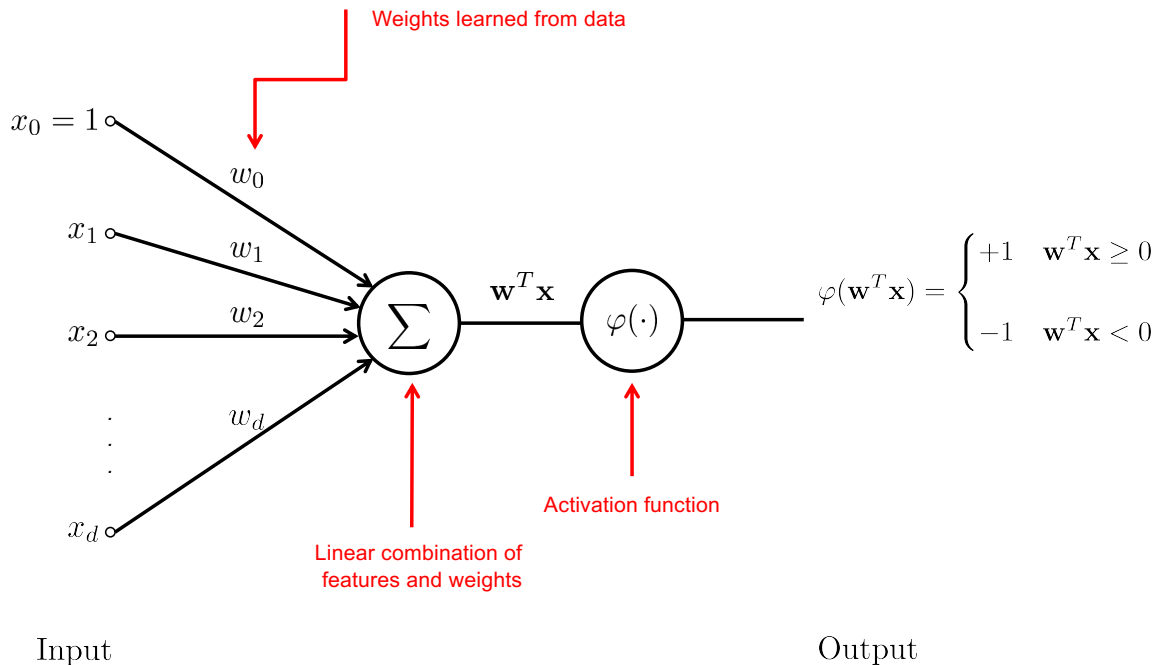 Weights learned from data
x_0 = 1
w_0
x_1
w_1
x_2
w_2
w^T x
∑
φ(·)
φ(w^T x) = { +1 w^T x ≥ 0
−1 w^T x < 0
w_d
.
.
.
x_d
Activation function
Linear combination of
features and weights
Input
Output